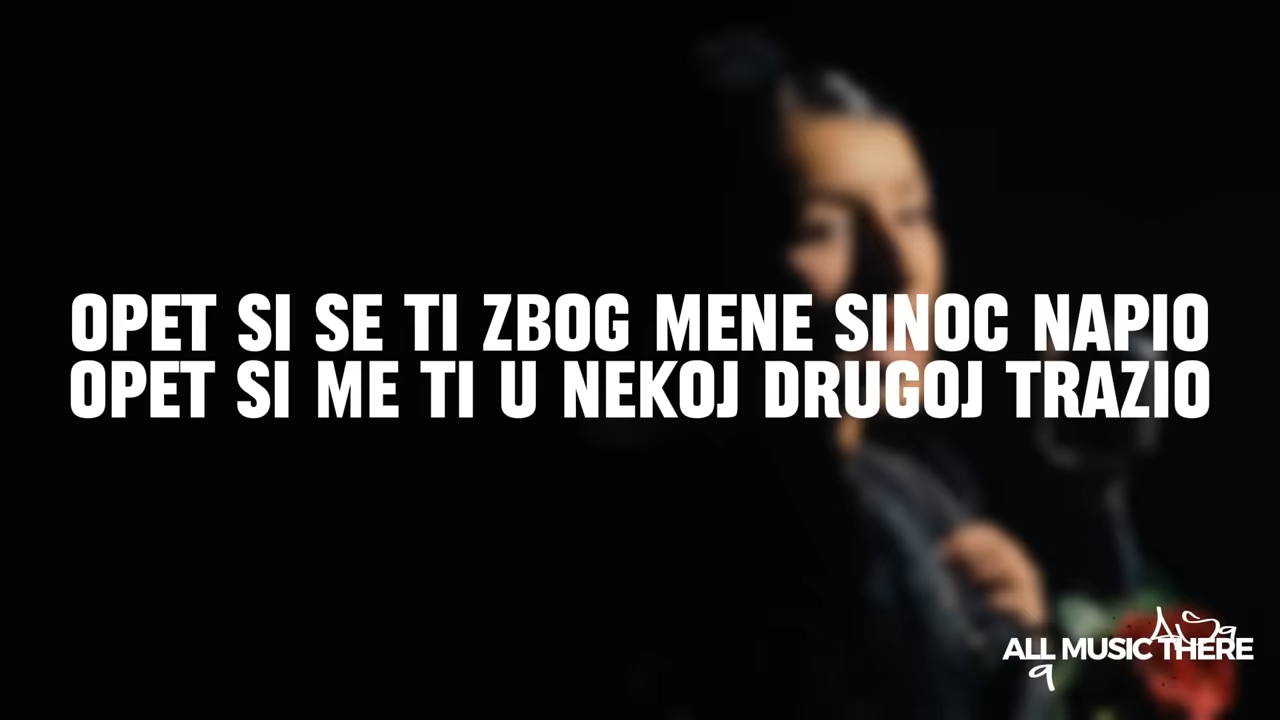 OPET SI SE TI ZBOG MENE SINOC NAPIO
OPET SI ME TI U NEKOJ DRUGOJ TRAZIO
ALL MUSIC THERE